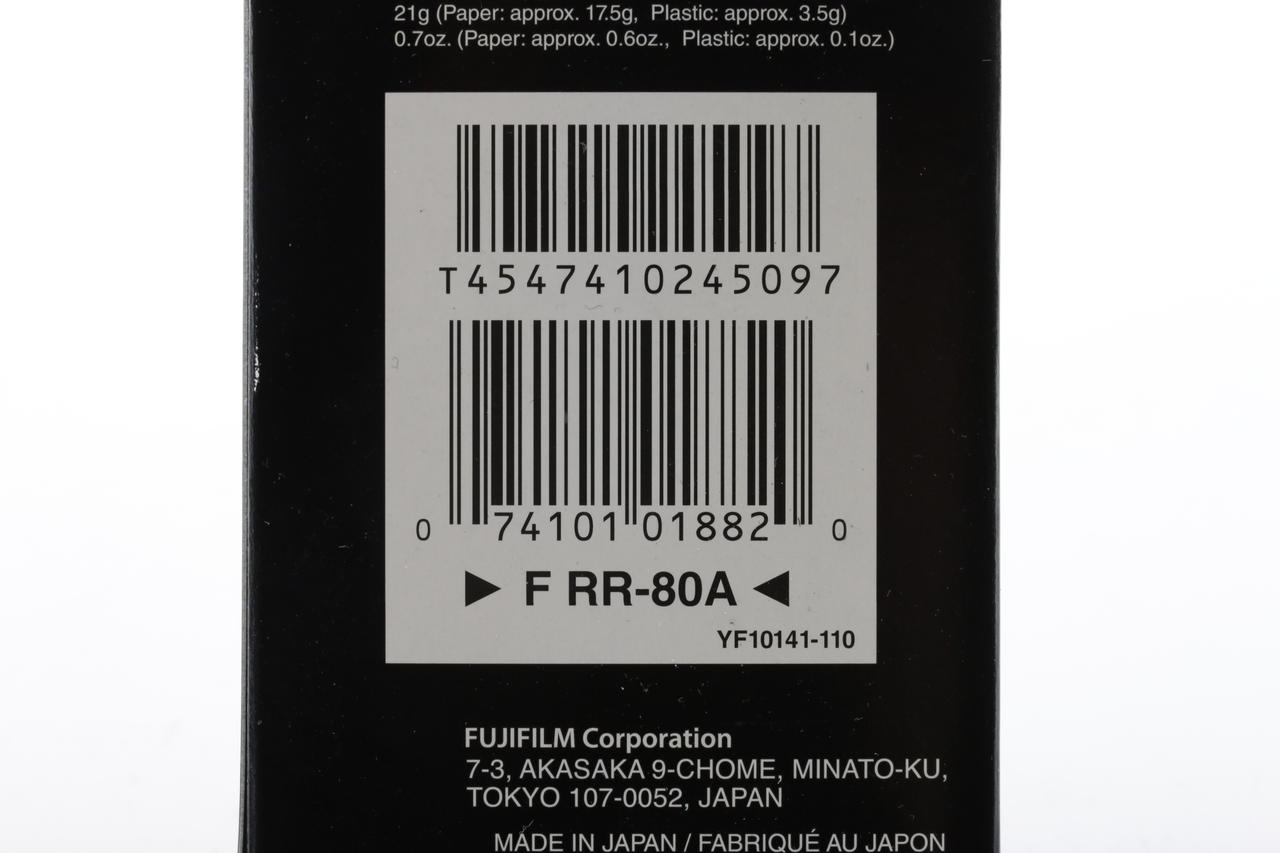 21g (Paper: approx. 17.5g, Plastic: approx. 3.5g)
0.7oz. (Paper: approx. 0.6oz., Plastic: approx. 0.1oz.)
T4547410245097
0 74101 01882 0
▶ F RR-80A ◀
YF10141-110
FUJIFILM Corporation
7-3, AKASAKA 9-CHOME, MINATO-KU,
TOKYO 107-0052, JAPAN
MADE IN JAPAN / FABRIQUÉ AU JAPON